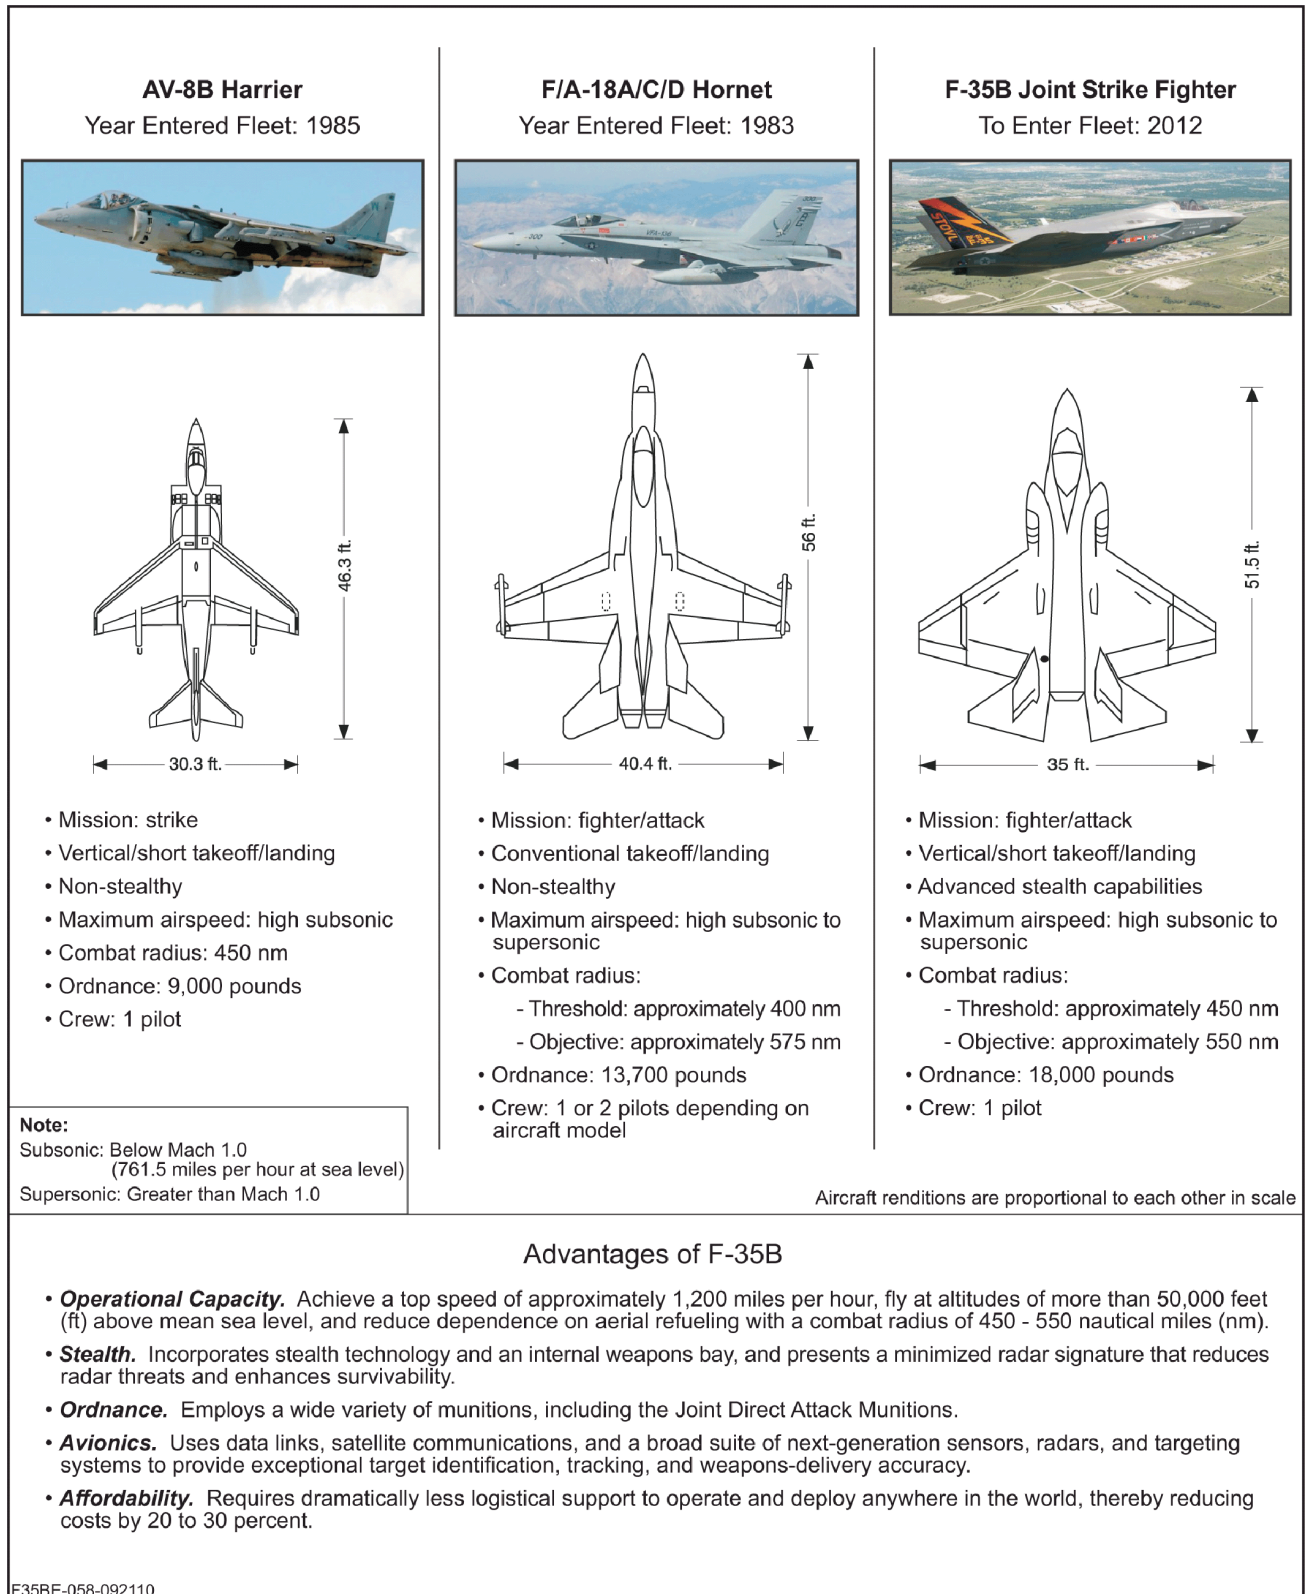 AV-8B Harrier
Year Entered Fleet: 1985
F/A-18A/C/D Hornet
Year Entered Fleet: 1983
F-35B Joint Strike Fighter
To Enter Fleet: 2012
300
VFA-136
300
STOVL
46.3 ft.
30.3 ft.
56 ft.
40.4 ft.
51.5 ft.
35 ft.
• Mission: strike
• Vertical/short takeoff/landing
• Non-stealthy
• Maximum airspeed: high subsonic
• Combat radius: 450 nm
• Ordnance: 9,000 pounds
• Crew: 1 pilot
• Mission: fighter/attack
• Conventional takeoff/landing
• Non-stealthy
• Maximum airspeed: high subsonic to
supersonic
• Combat radius:
- Threshold: approximately 400 nm
- Objective: approximately 575 nm
• Ordnance: 13,700 pounds
• Crew: 1 or 2 pilots depending on
aircraft model
• Mission: fighter/attack
• Vertical/short takeoff/landing
• Advanced stealth capabilities
• Maximum airspeed: high subsonic to
supersonic
• Combat radius:
- Threshold: approximately 450 nm
- Objective: approximately 550 nm
• Ordnance: 18,000 pounds
• Crew: 1 pilot
Note:
Subsonic: Below Mach 1.0
(761.5 miles per hour at sea level)
Supersonic: Greater than Mach 1.0
Aircraft renditions are proportional to each other in scale
Advantages of F-35B
• Operational Capacity. Achieve a top speed of approximately 1,200 miles per hour, fly at altitudes of more than 50,000 feet
(ft) above mean sea level, and reduce dependence on aerial refueling with a combat radius of 450 - 550 nautical miles (nm).
• Stealth. Incorporates stealth technology and an internal weapons bay, and presents a minimized radar signature that reduces
radar threats and enhances survivability.
• Ordnance. Employs a wide variety of munitions, including the Joint Direct Attack Munitions.
• Avionics. Uses data links, satellite communications, and a broad suite of next-generation sensors, radars, and targeting
systems to provide exceptional target identification, tracking, and weapons-delivery accuracy.
• Affordability. Requires dramatically less logistical support to operate and deploy anywhere in the world, thereby reducing
costs by 20 to 30 percent.
F35BE-058-092110